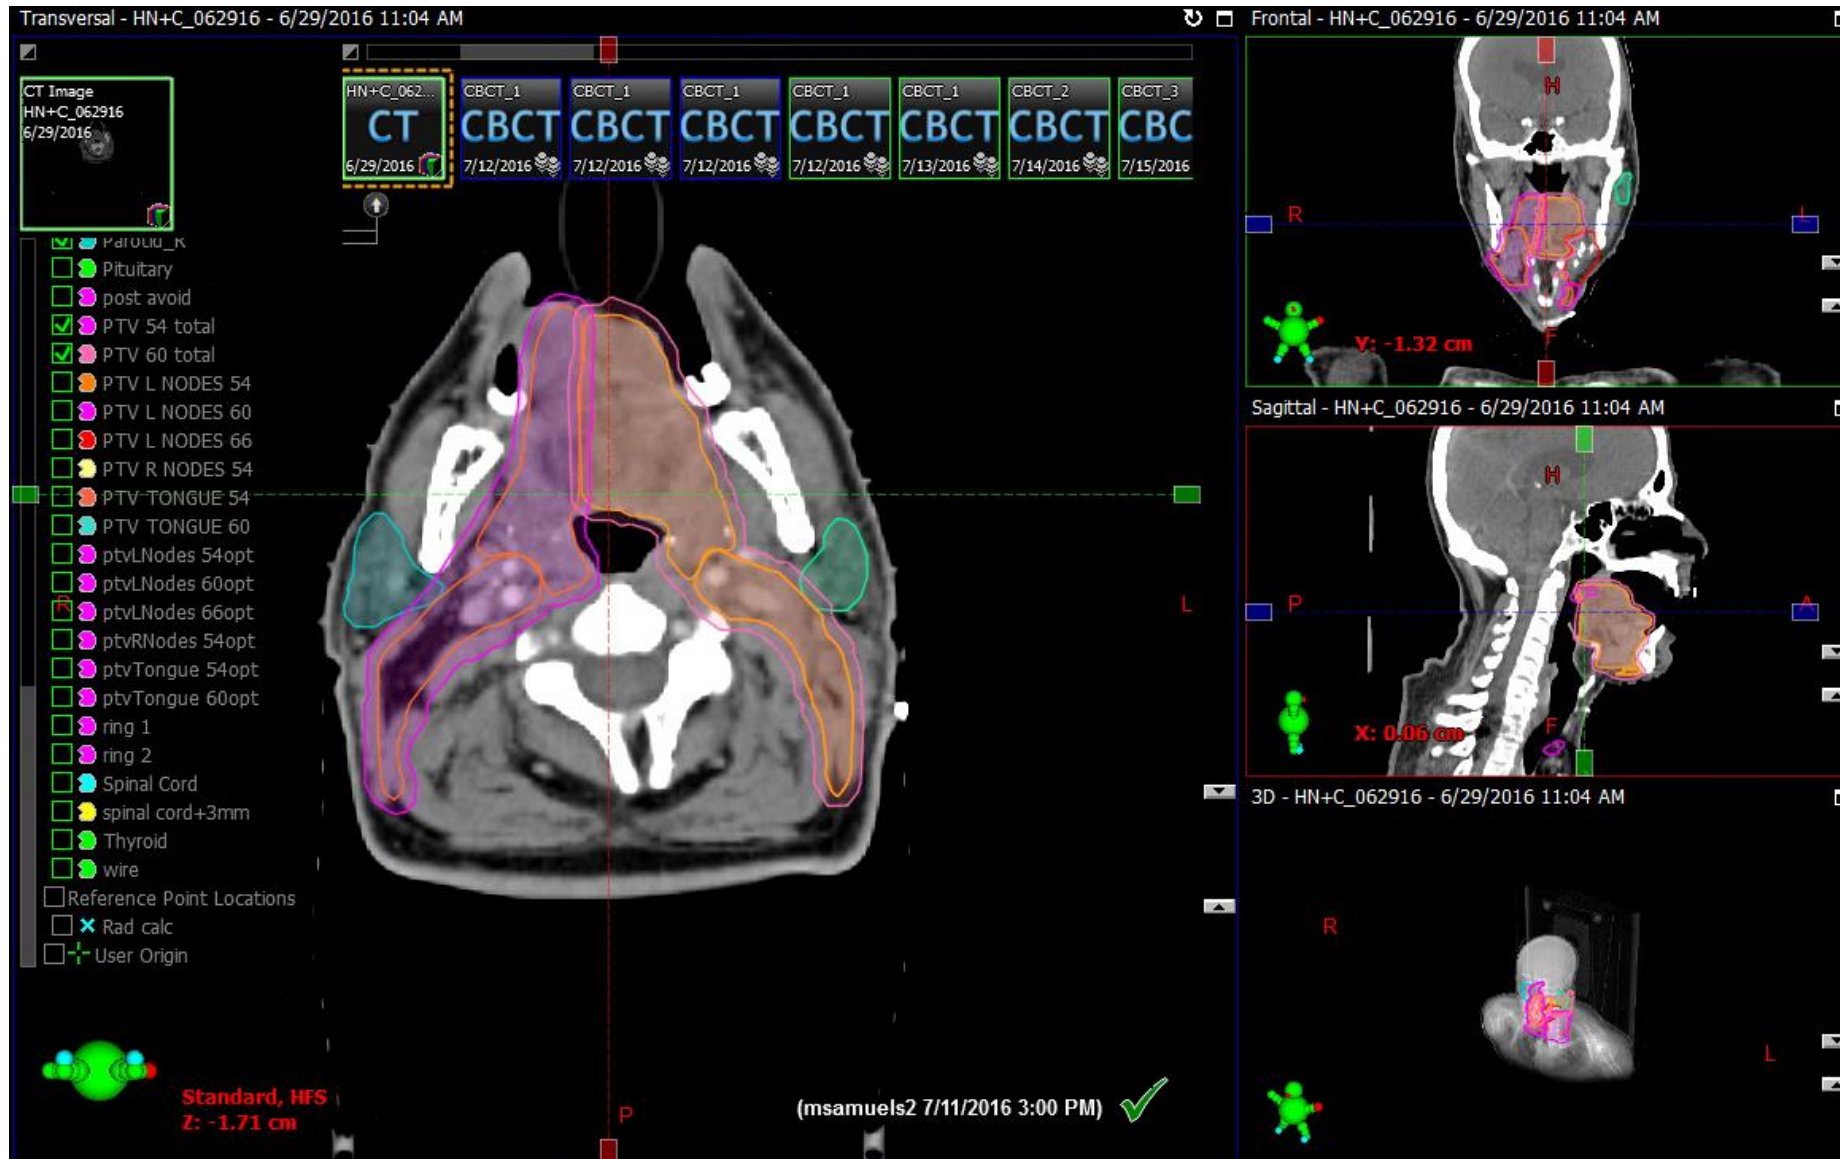 Transversal - HN+C_062916 - 6/29/2016 11:04 AM
CT Image
HN+C_062916
6/29/2016
HN+C_062...
CT
6/29/2016
CBCT_1
CBCT
7/12/2016
CBCT_1
CBCT
7/12/2016
CBCT_1
CBCT
7/12/2016
CBCT_1
CBCT
7/12/2016
CBCT_1
CBCT
7/13/2016
CBCT_2
CBCT
7/14/2016
CBCT_3
CBC
7/15/2016
Parotid_R
Pituitary
post avoid
PTV 54 total
PTV 60 total
PTV L NODES 54
PTV L NODES 60
PTV L NODES 66
PTV R NODES 54
PTV TONGUE 54
PTV TONGUE 60
ptvLNodes 54opt
ptvLNodes 60opt
R
ptvLNodes 66opt
ptvRNodes 54opt
ptvTongue 54opt
ptvTongue 60opt
ring 1
ring 2
Spinal Cord
spinal cord+3mm
Thyroid
wire
Reference Point Locations
Rad calc
User Origin
L
Standard, HFS
Z: -1.71 cm
P
(msamuels2 7/11/2016 3:00 PM)
Frontal - HN+C_062916 - 6/29/2016 11:04 AM
H
R
L
F
Y: -1.32 cm
Sagittal - HN+C_062916 - 6/29/2016 11:04 AM
H
P
A
F
X: 0.06 cm
3D - HN+C_062916 - 6/29/2016 11:04 AM
R
L